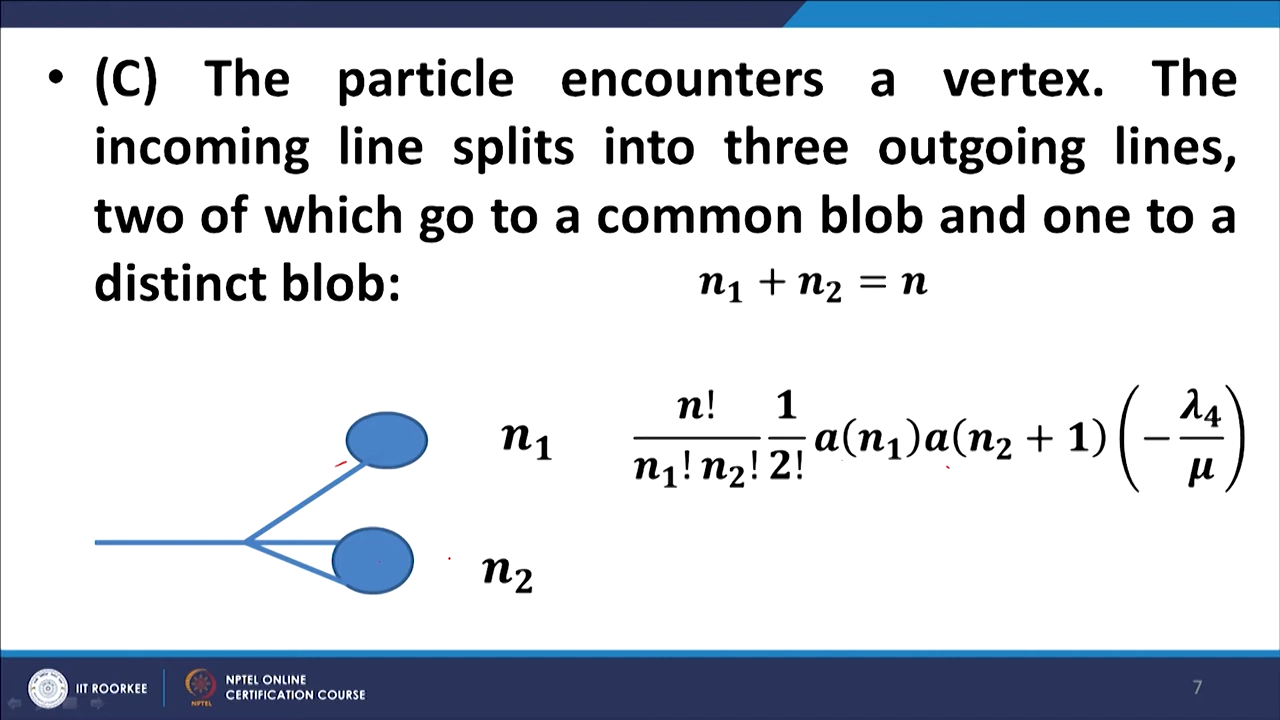 • (C) The particle encounters a vertex. The
incoming line splits into three outgoing lines,
two of which go to a common blob and one to a
distinct blob:
n₁ + n₂ = n
n₁
n!/(n₁! n₂!) 1/2! a(n₁)a(n₂ + 1)(−λ₄/μ)
n₂
IIT ROORKEE
NPTEL
NPTEL ONLINE
CERTIFICATION COURSE
7